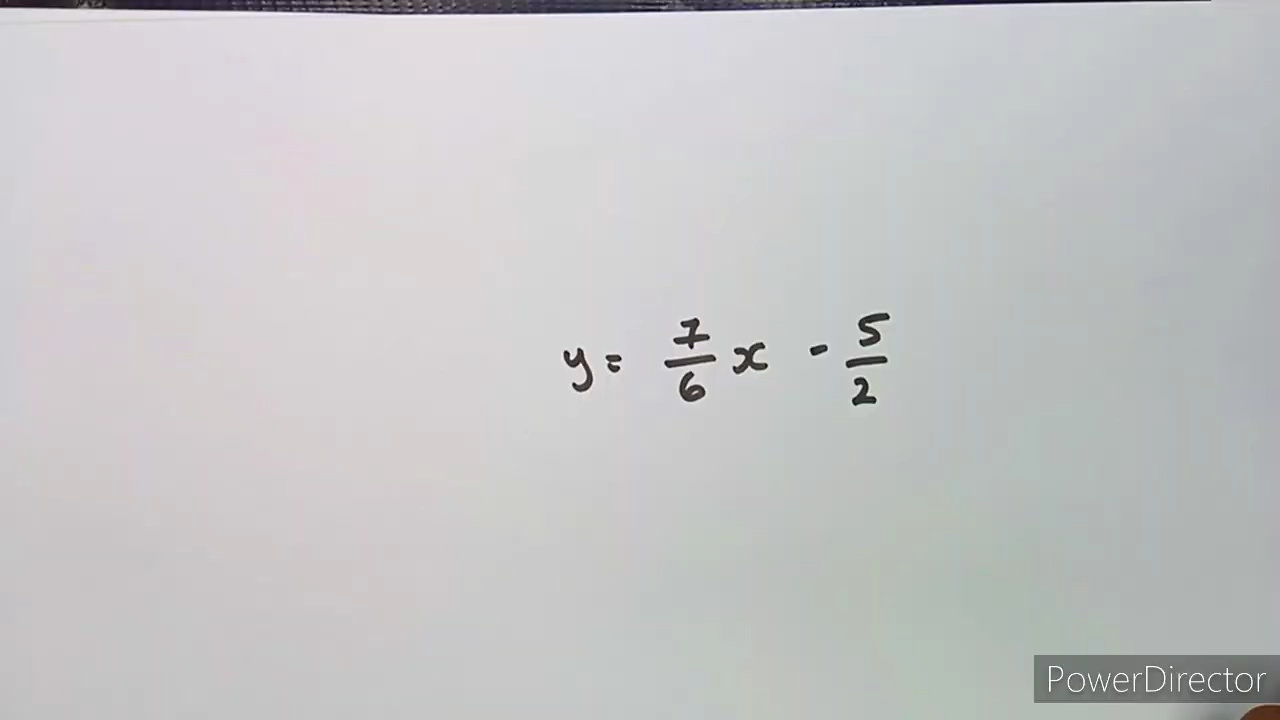 y = 7/6 x - 5/2
PowerDirector